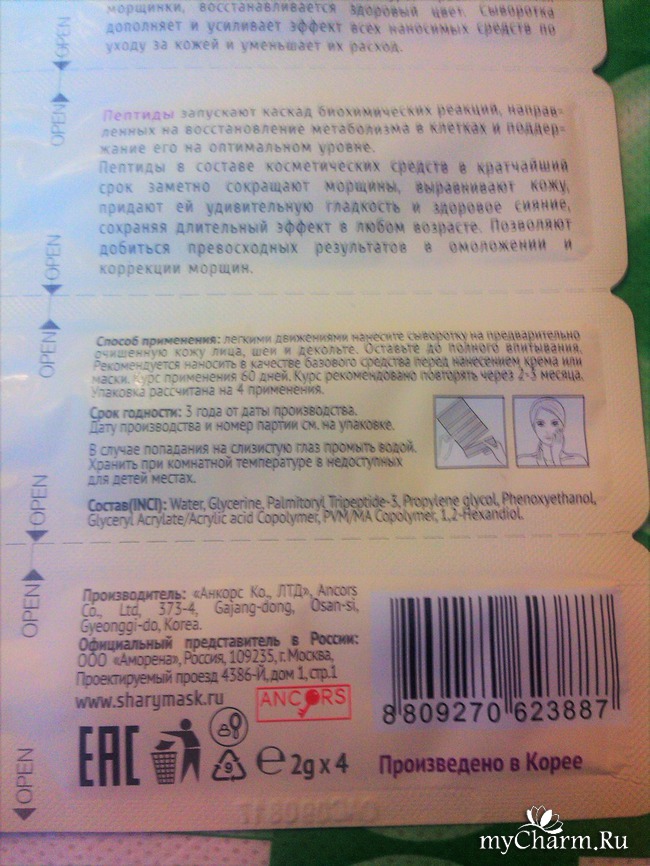 морщинки, восстанавливается здоровый цвет. Сыворотка
дополняет и усиливает эффект всех наносимых средств по
уходу за кожей и уменьшает их расход.
OPEN
OPEN
Пептиды запускают каскад биохимических реакций, направ-
ленных на восстановление метаболизма в клетках и поддер-
жание его на оптимальном уровне.
Пептиды в составе косметических средств в кратчайший
срок заметно сокращают морщины, выравнивают кожу,
придают ей удивительную гладкость и здоровое сияние,
сохраняя длительный эффект в любом возрасте. Позволяют
добиться превосходных результатов в омоложении и
коррекции морщин.
OPEN
OPEN
Способ применения: легкими движениями нанесите сыворотку на предварительно
очищенную кожу лица, шеи и декольте. Оставьте до полного впитывания.
Рекомендуется наносить в качестве базового средства перед нанесением крема или
маски. Курс применения 60 дней. Курс рекомендовано повторять через 2-3 месяца.
Упаковка рассчитана на 4 применения.
Срок годности: 3 года от даты производства.
Дату производства и номер партии см. на упаковке.
В случае попадания на слизистую глаз промыть водой.
Хранить при комнатной температуре в недоступных
для детей местах.
Состав(INCI): Water, Glycerine, Palmitoryl Tripeptide-3, Propylene glycol, Phenoxyethanol,
Glyceryl Acrylate/Acrylic acid Copolymer, PVM/MA Copolymer, 1,2-Hexandiol.
OPEN
OPEN
Производитель: «Анкорс Ко., ЛТД», Ancors
Co., Ltd, 373-4, Gajang-dong, Osan-si,
Gyeonggi-do, Korea.
Официальный представитель в России:
ООО «Аморена», Россия, 109235, г. Москва,
Проектируемый проезд 4386-Й, дом 1, стр.1
www.sharymask.ru
ANCORS
8 809270 623887
EAC
9
e 2g x 4
Произведено в Корее
OPEN
myCharm.Ru